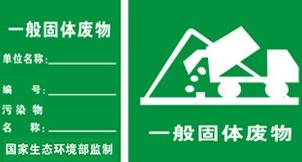 一般固体废物
单位名称:
编 号:
污 染 物
名 称:
国家生态环境部监制
一般固体废物